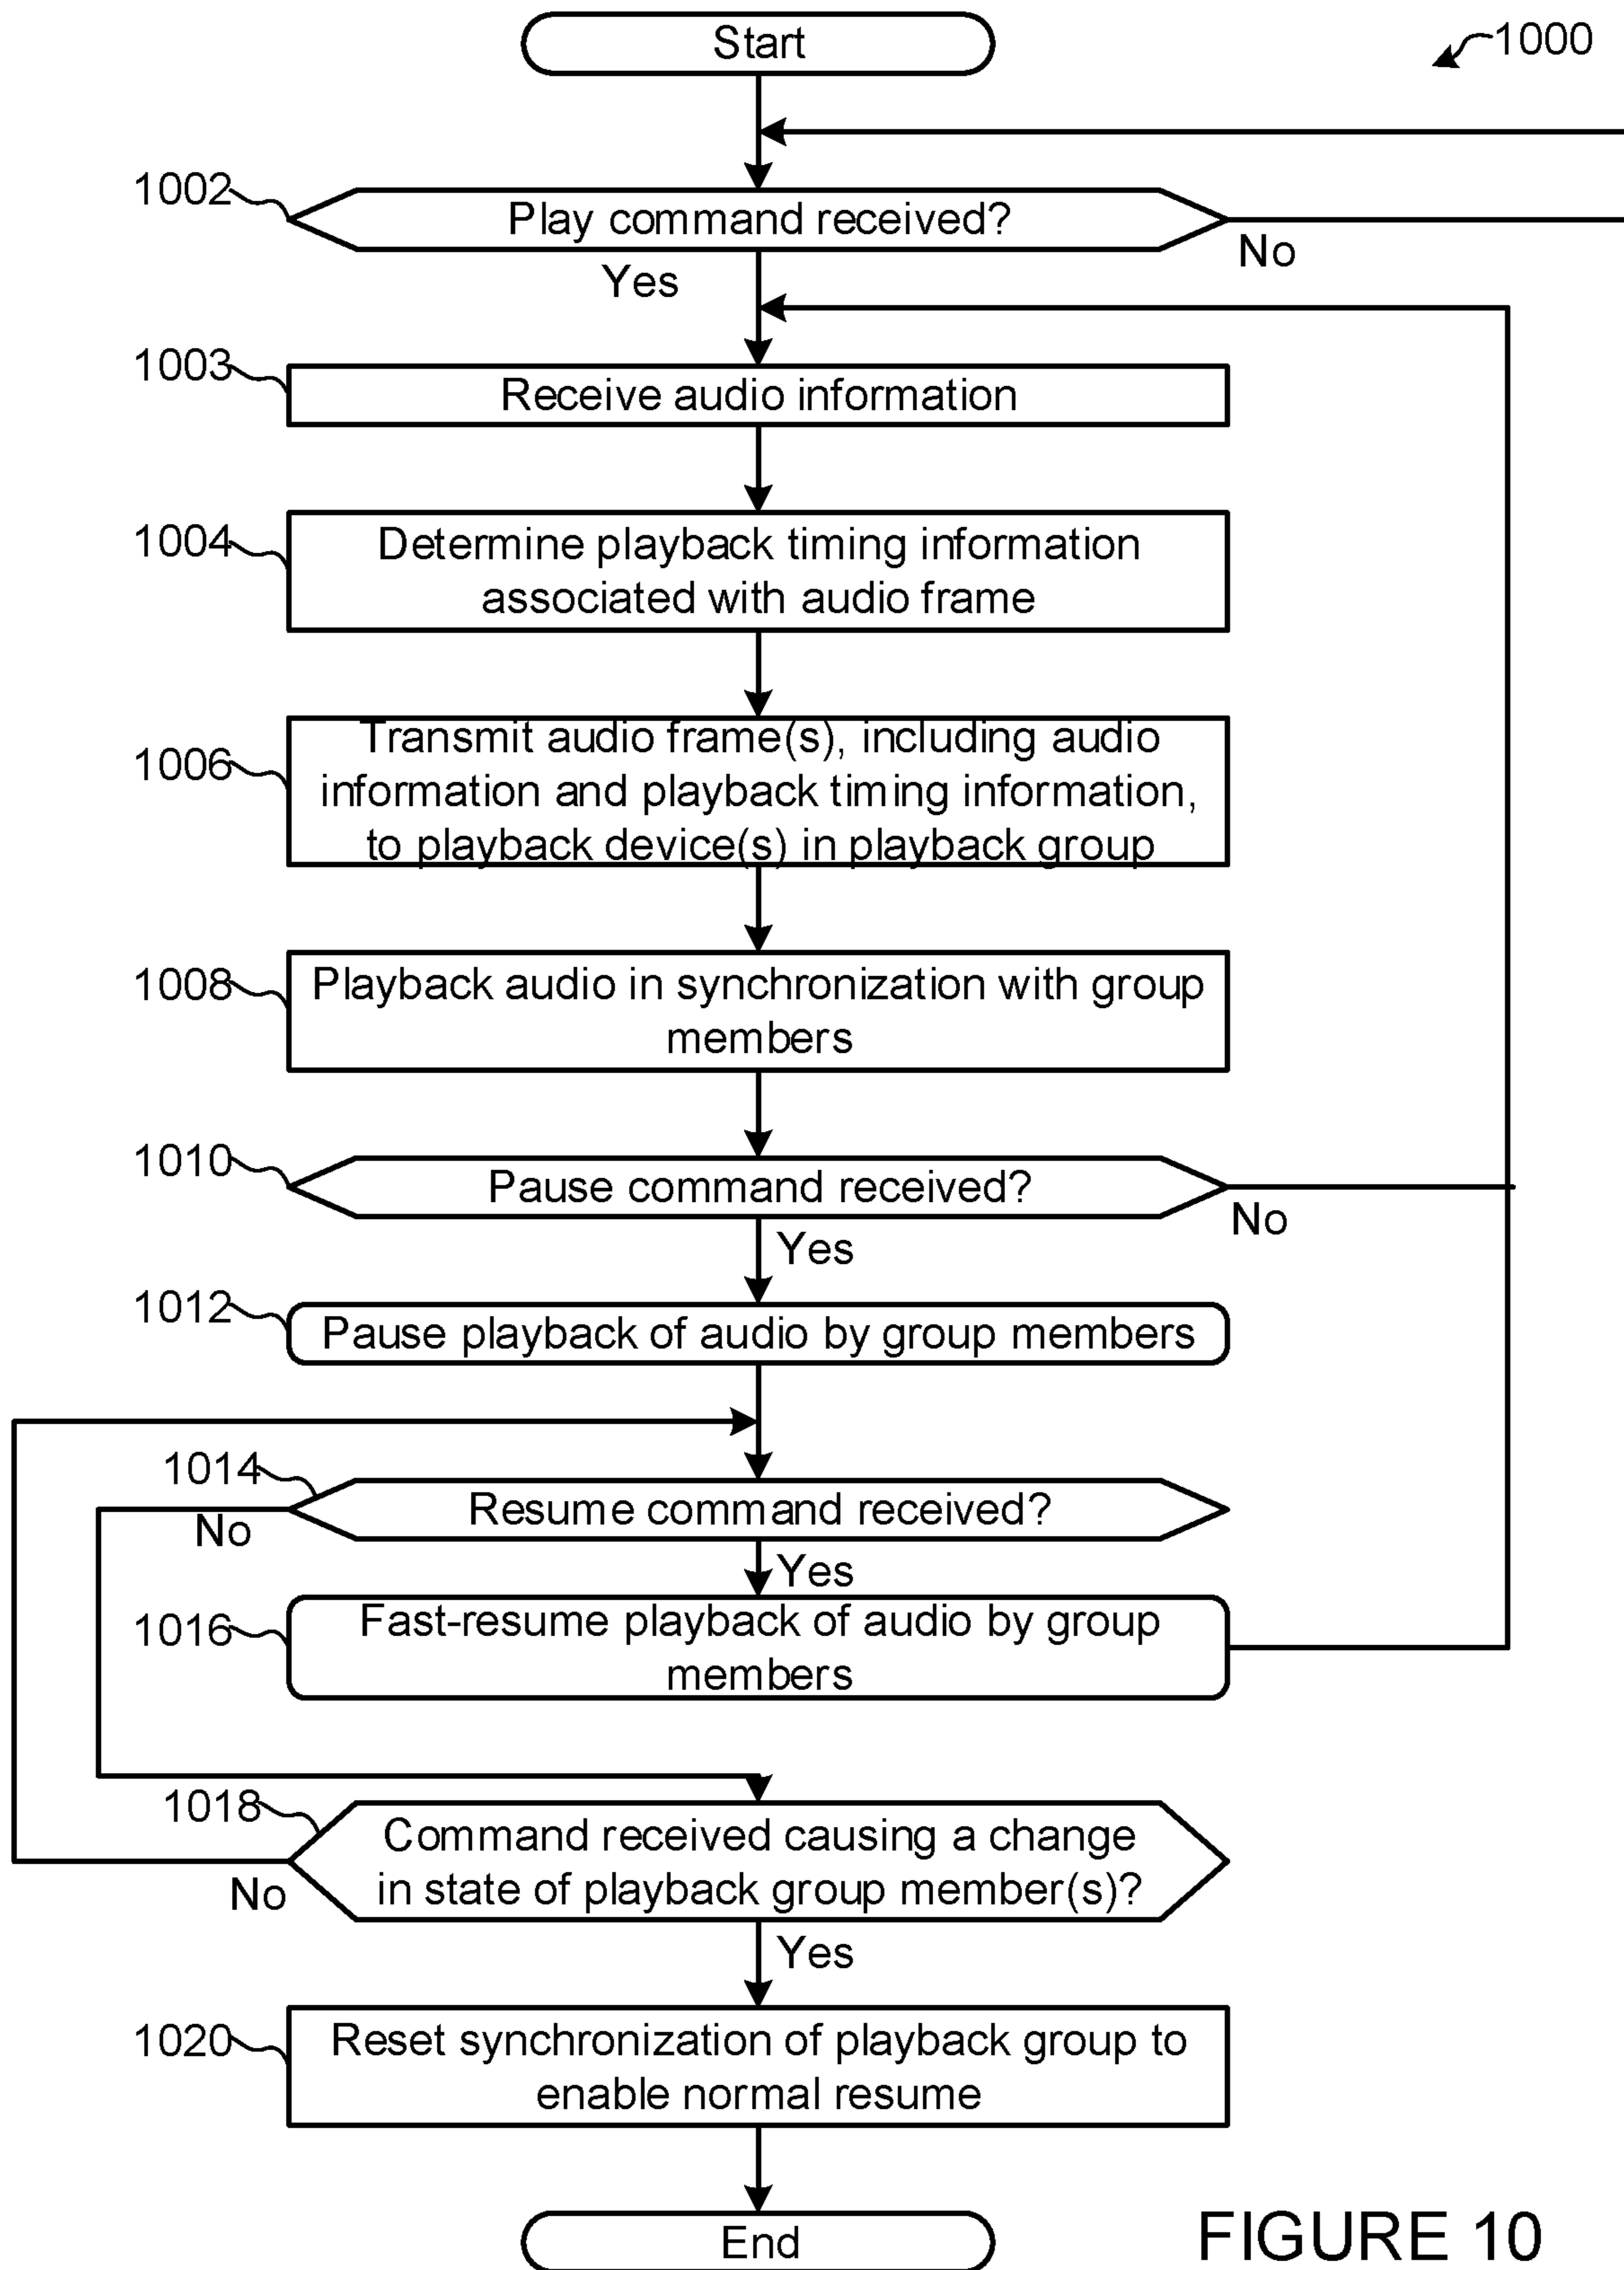 Start
1000
1002
Play command received?
No
Yes
1003
Receive audio information
1004
Determine playback timing information
associated with audio frame
1006
Transmit audio frame(s), including audio
information and playback timing information,
to playback device(s) in playback group
1008
Playback audio in synchronization with group
members
1010
Pause command received?
No
Yes
1012
Pause playback of audio by group members
1014
Resume command received?
No
Yes
1016
Fast-resume playback of audio by group
members
1018
Command received causing a change
in state of playback group member(s)?
No
Yes
1020
Reset synchronization of playback group to
enable normal resume
End
FIGURE 10